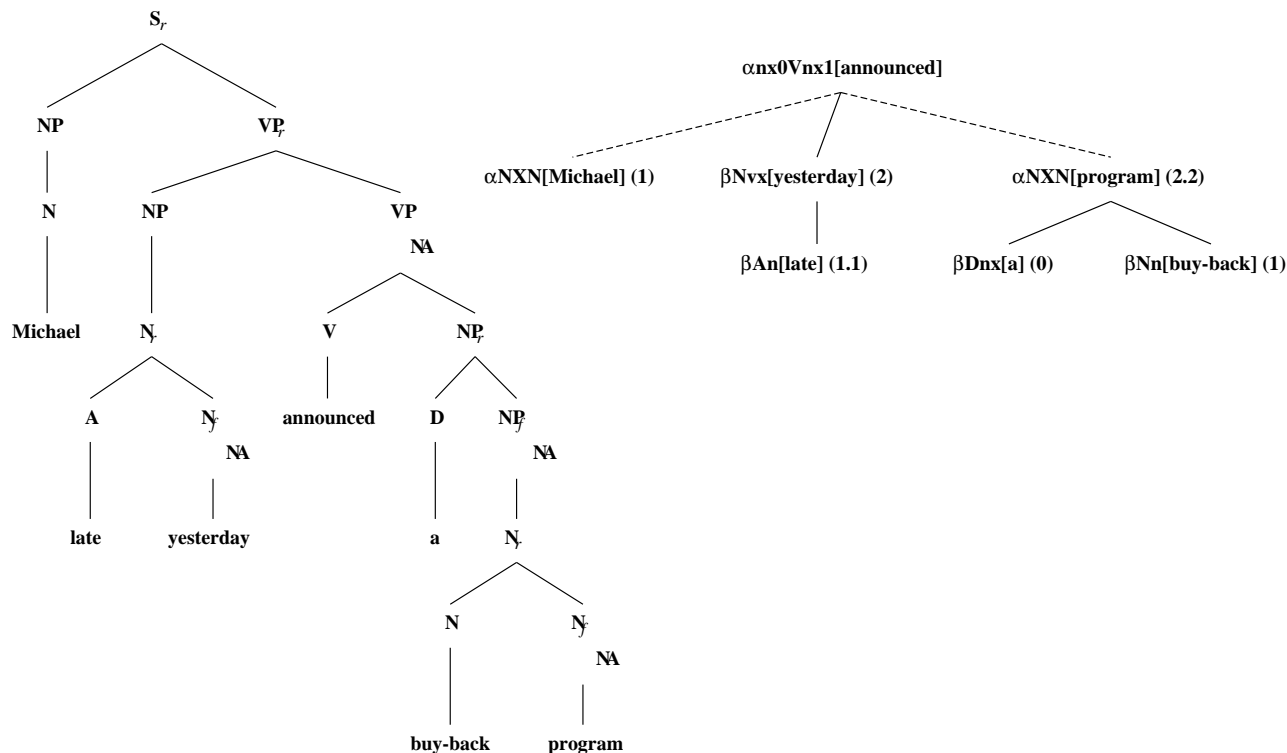 S_r
αnx0Vnx1[announced]
NP VP_r
αNXN[Michael] (1) βNvx[yesterday] (2) αNXN[program] (2.2)
N NP VP
NA
βAn[late] (1.1) βDnx[a] (0) βNn[buy-back] (1)
Michael N_r V NP_r
A N_f announced D NP_f
NA NA
late yesterday a N_r
N N_f
NA
buy-back program